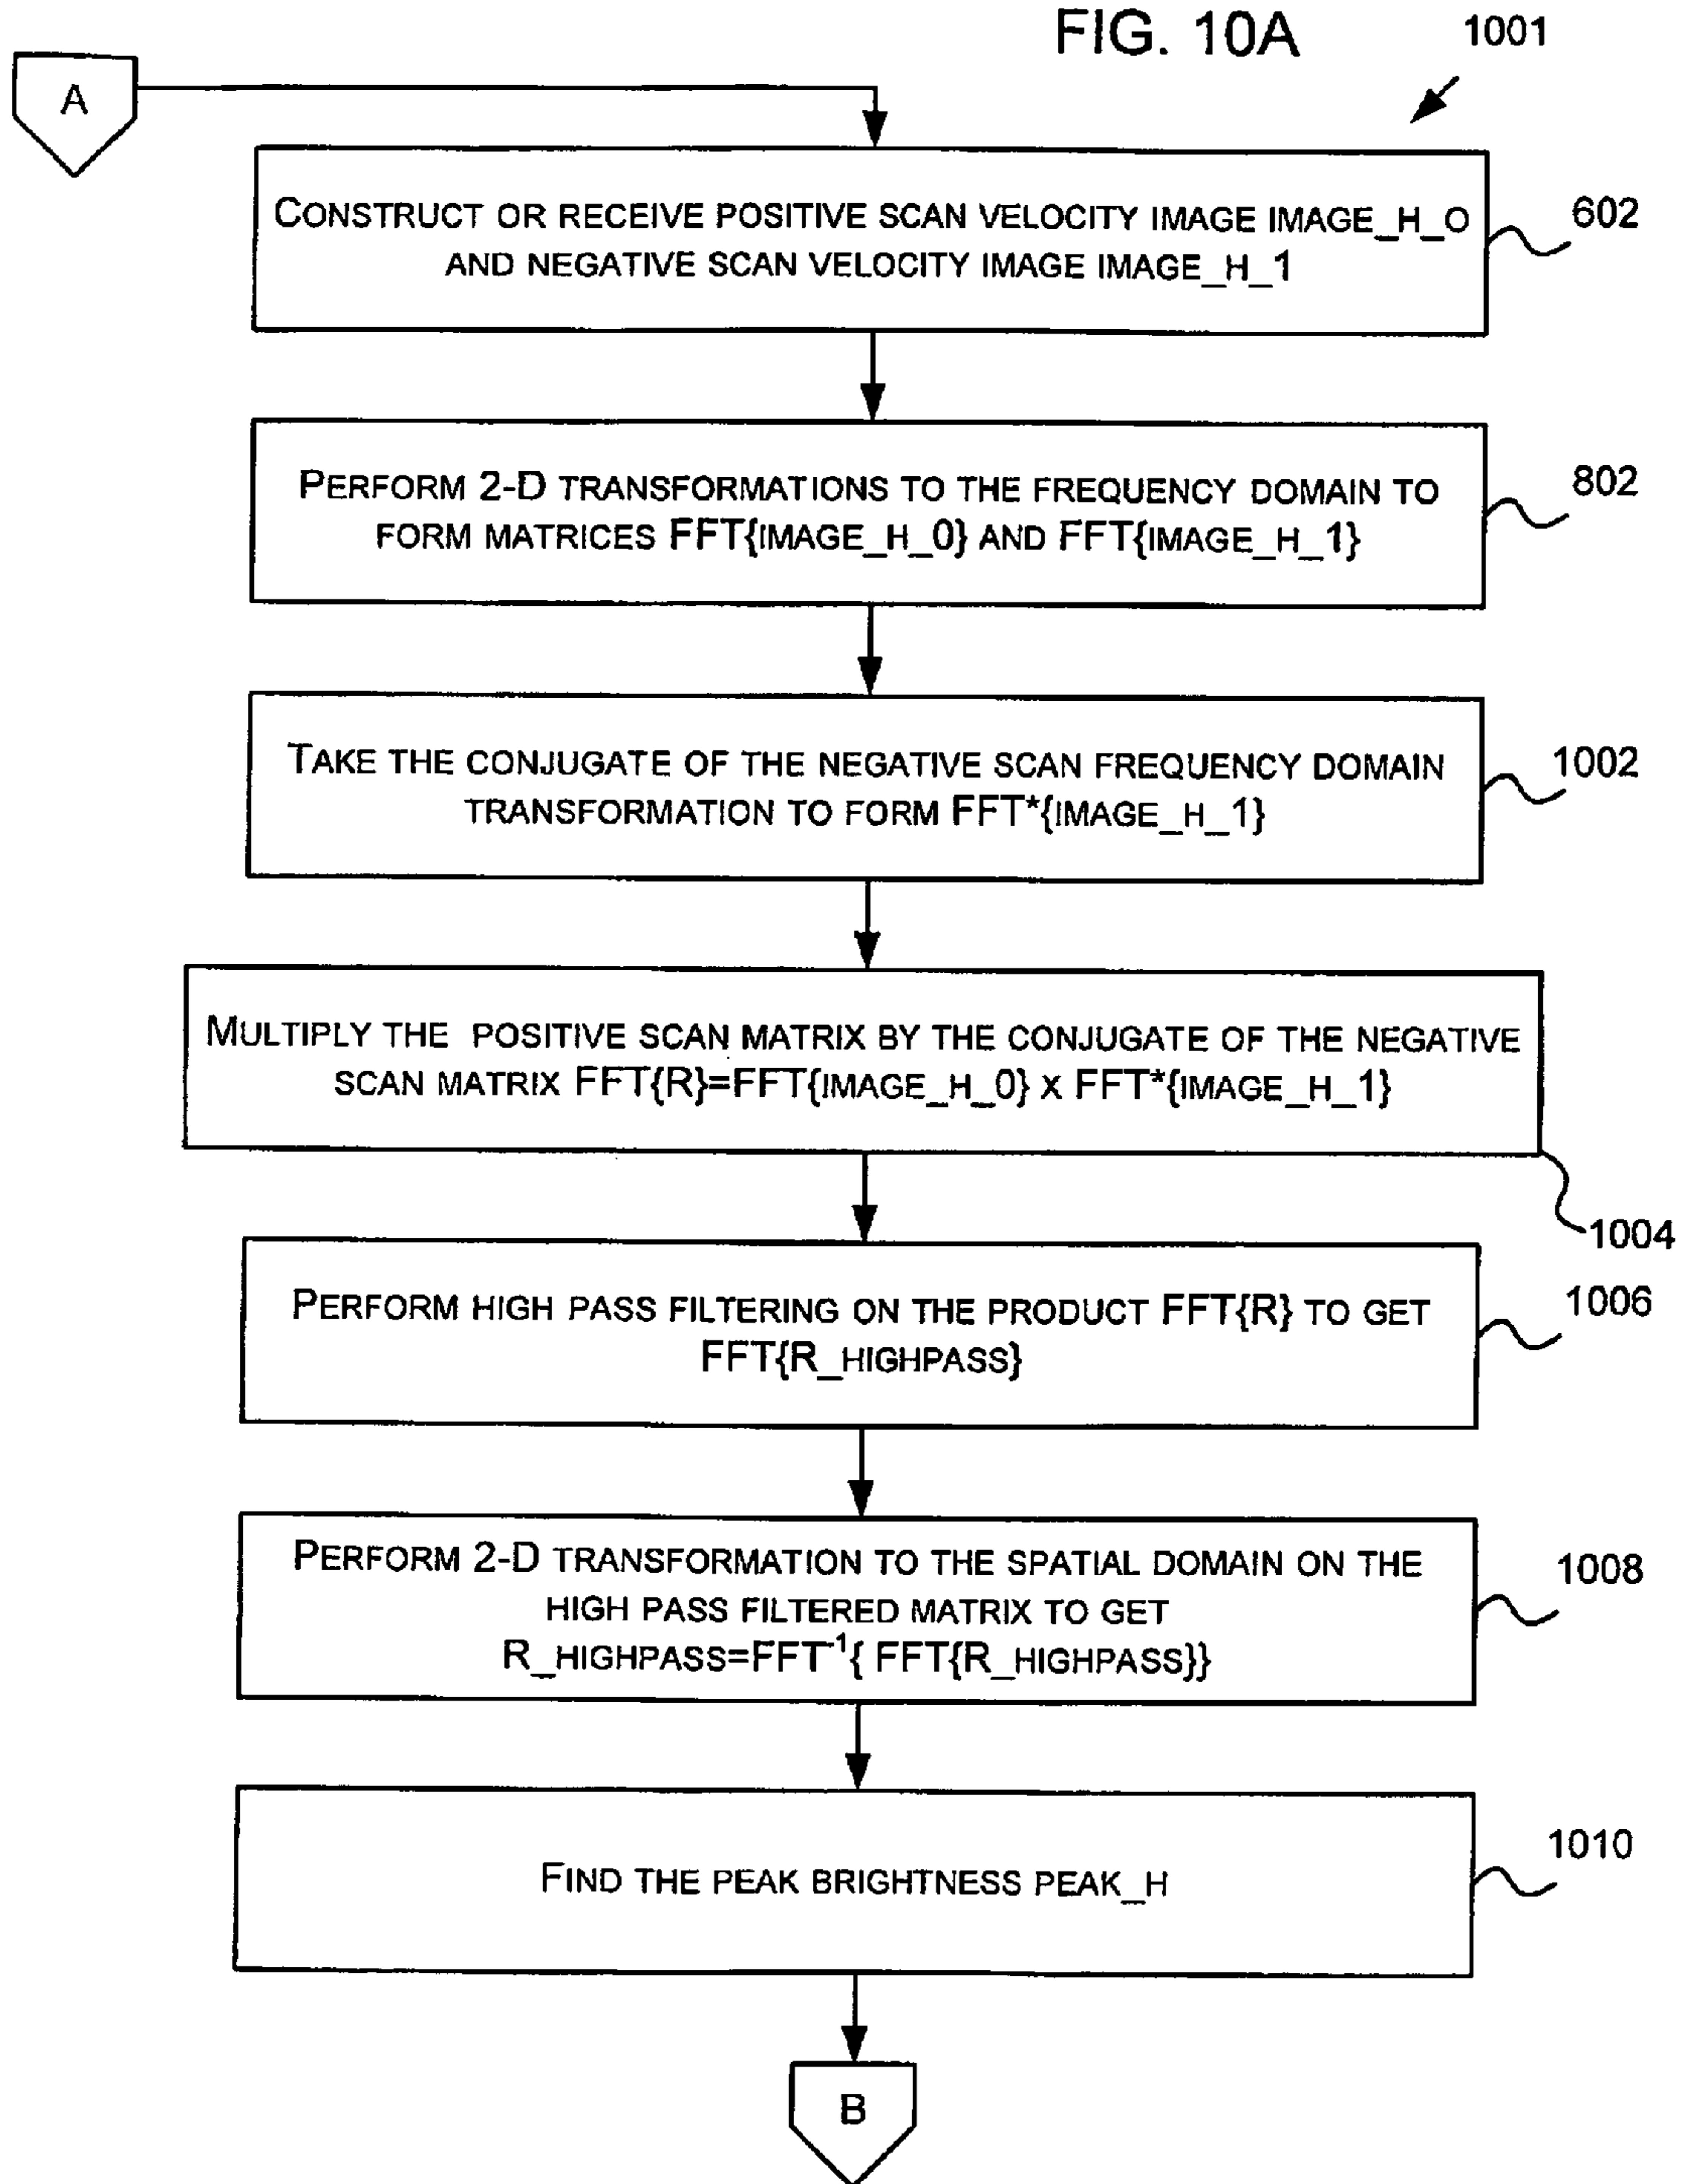 FIG. 10A
1001
A
CONSTRUCT OR RECEIVE POSITIVE SCAN VELOCITY IMAGE IMAGE_H_O
AND NEGATIVE SCAN VELOCITY IMAGE IMAGE_H_1
602
PERFORM 2-D TRANSFORMATIONS TO THE FREQUENCY DOMAIN TO
FORM MATRICES FFT{IMAGE_H_0} AND FFT{IMAGE_H_1}
802
TAKE THE CONJUGATE OF THE NEGATIVE SCAN FREQUENCY DOMAIN
TRANSFORMATION TO FORM FFT*{IMAGE_H_1}
1002
MULTIPLY THE POSITIVE SCAN MATRIX BY THE CONJUGATE OF THE NEGATIVE
SCAN MATRIX FFT{R}=FFT{IMAGE_H_0} X FFT*{IMAGE_H_1}
1004
PERFORM HIGH PASS FILTERING ON THE PRODUCT FFT{R} TO GET
FFT{R_HIGHPASS}
1006
PERFORM 2-D TRANSFORMATION TO THE SPATIAL DOMAIN ON THE
HIGH PASS FILTERED MATRIX TO GET
R_HIGHPASS=FFT⁻¹{ FFT{R_HIGHPASS}}
1008
FIND THE PEAK BRIGHTNESS PEAK_H
1010
B